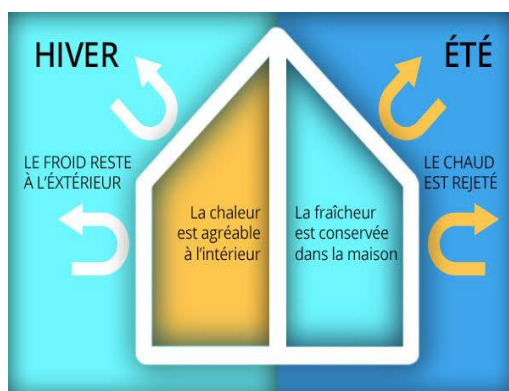 HIVER
ÉTÉ
LE FROID RESTE
À L'ÉXTÉRIEUR
LE CHAUD
EST REJETÉ
La chaleur
est agréable
à l'intérieur
La fraîcheur
est conservée
dans la maison